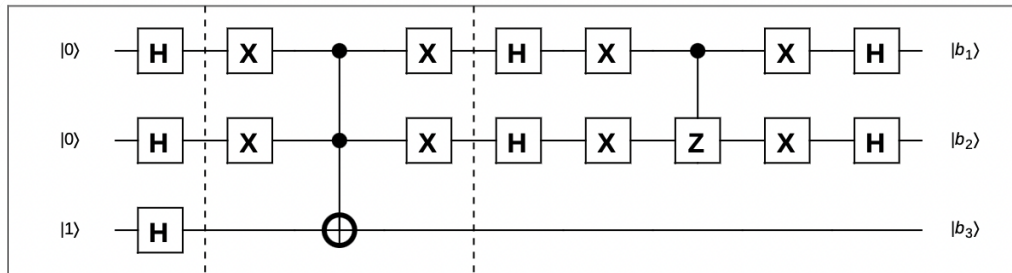 |0⟩ H X X H X X H |b₁⟩
|0⟩ H X X H X Z X H |b₂⟩
|1⟩ H |b₃⟩